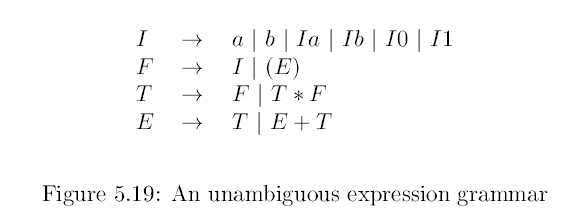 I → a | b | Ia | Ib | I0 | I1
F → I | (E)
T → F | T ∗ F
E → T | E + T
Figure 5.19: An unambiguous expression grammar